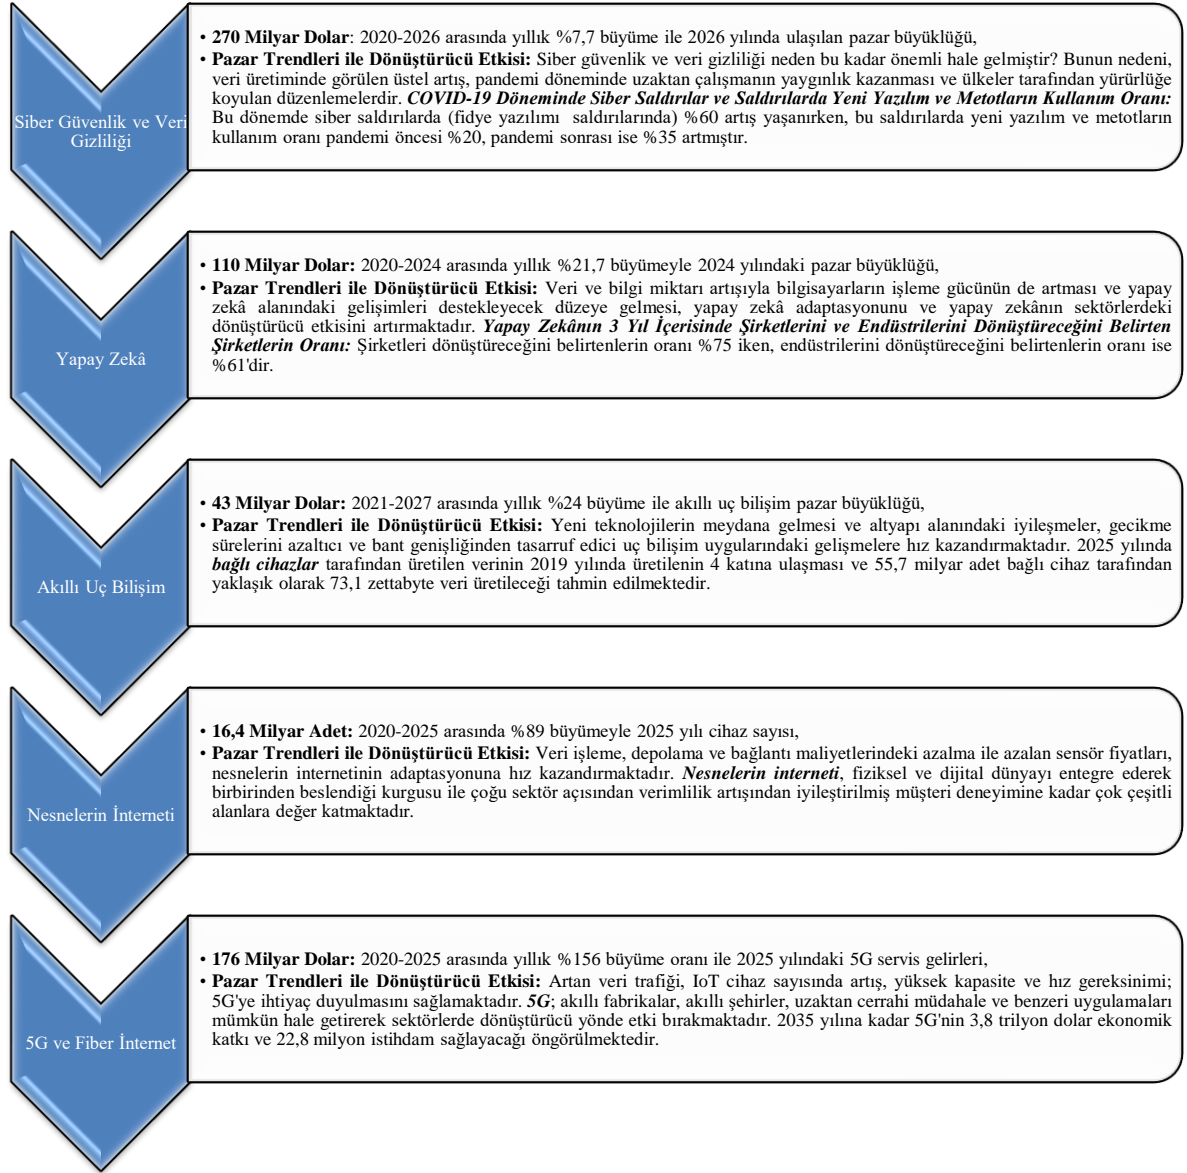 Siber Güvenlik ve Veri
Gizliliği
• 270 Milyar Dolar: 2020-2026 arasında yıllık %7,7 büyüme ile 2026 yılında ulaşılan pazar büyüklüğü,
• Pazar Trendleri ile Dönüştürücü Etkisi: Siber güvenlik ve veri gizliliği neden bu kadar önemli hale gelmiştir? Bunun nedeni,
veri üretiminde görülen üstel artış, pandemi döneminde uzaktan çalışmanın yaygınlık kazanması ve ülkeler tarafından yürürlüğe
koyulan düzenlemelerdir. COVID-19 Döneminde Siber Saldırılar ve Saldırılarda Yeni Yazılım ve Metotların Kullanım Oranı:
Bu dönemde siber saldırılarda (fidye yazılımı saldırılarında) %60 artış yaşanırken, bu saldırılarda yeni yazılım ve metotların
kullanım oranı pandemi öncesi %20, pandemi sonrası ise %35 artmıştır.
Yapay Zekâ
• 110 Milyar Dolar: 2020-2024 arasında yıllık %21,7 büyümeyle 2024 yılındaki pazar büyüklüğü,
• Pazar Trendleri ile Dönüştürücü Etkisi: Veri ve bilgi miktarı artışıyla bilgisayarların işleme gücünün de artması ve yapay
zekâ alanındaki gelişimleri destekleyecek düzeye gelmesi, yapay zekâ adaptasyonunu ve yapay zekânın sektörlerdeki
dönüştürücü etkisini artırmaktadır. Yapay Zekânın 3 Yıl İçerisinde Şirketlerini ve Endüstrilerini Dönüştüreceğini Belirten
Şirketlerin Oranı: Şirketleri dönüştüreceğini belirtenlerin oranı %75 iken, endüstrilerini dönüştüreceğini belirtenlerin oranı ise
%61'dir.
Akıllı Uç Bilişim
• 43 Milyar Dolar: 2021-2027 arasında yıllık %24 büyüme ile akıllı uç bilişim pazar büyüklüğü,
• Pazar Trendleri ile Dönüştürücü Etkisi: Yeni teknolojilerin meydana gelmesi ve altyapı alanındaki iyileşmeler, gecikme
sürelerini azaltıcı ve bant genişliğinden tasarruf edici uç bilişim uygularındaki gelişmelere hız kazandırmaktadır. 2025 yılında
bağlı cihazlar tarafından üretilen verinin 2019 yılında üretilenin 4 katına ulaşması ve 55,7 milyar adet bağlı cihaz tarafından
yaklaşık olarak 73,1 zettabyte veri üretileceği tahmin edilmektedir.
Nesnelerin İnterneti
• 16,4 Milyar Adet: 2020-2025 arasında %89 büyümeyle 2025 yılı cihaz sayısı,
• Pazar Trendleri ile Dönüştürücü Etkisi: Veri işleme, depolama ve bağlantı maliyetlerindeki azalma ile azalan sensör fiyatları,
nesnelerin internetinin adaptasyonuna hız kazandırmaktadır. Nesnelerin interneti, fiziksel ve dijital dünyayı entegre ederek
birbirinden beslendiği kurgusu ile çoğu sektör açısından verimlilik artışından iyileştirilmiş müşteri deneyimine kadar çok çeşitli
alanlara değer katmaktadır.
5G ve Fiber İnternet
• 176 Milyar Dolar: 2020-2025 arasında yıllık %156 büyüme oranı ile 2025 yılındaki 5G servis gelirleri,
• Pazar Trendleri ile Dönüştürücü Etkisi: Artan veri trafiği, IoT cihaz sayısında artış, yüksek kapasite ve hız gereksinimi;
5G'ye ihtiyaç duyulmasını sağlamaktadır. 5G; akıllı fabrikalar, akıllı şehirler, uzaktan cerrahi müdahale ve benzeri uygulamaları
mümkün hale getirerek sektörlerde dönüştürücü yönde etki bırakmaktadır. 2035 yılına kadar 5G'nin 3,8 trilyon dolar ekonomik
katkı ve 22,8 milyon istihdam sağlayacağı öngörülmektedir.